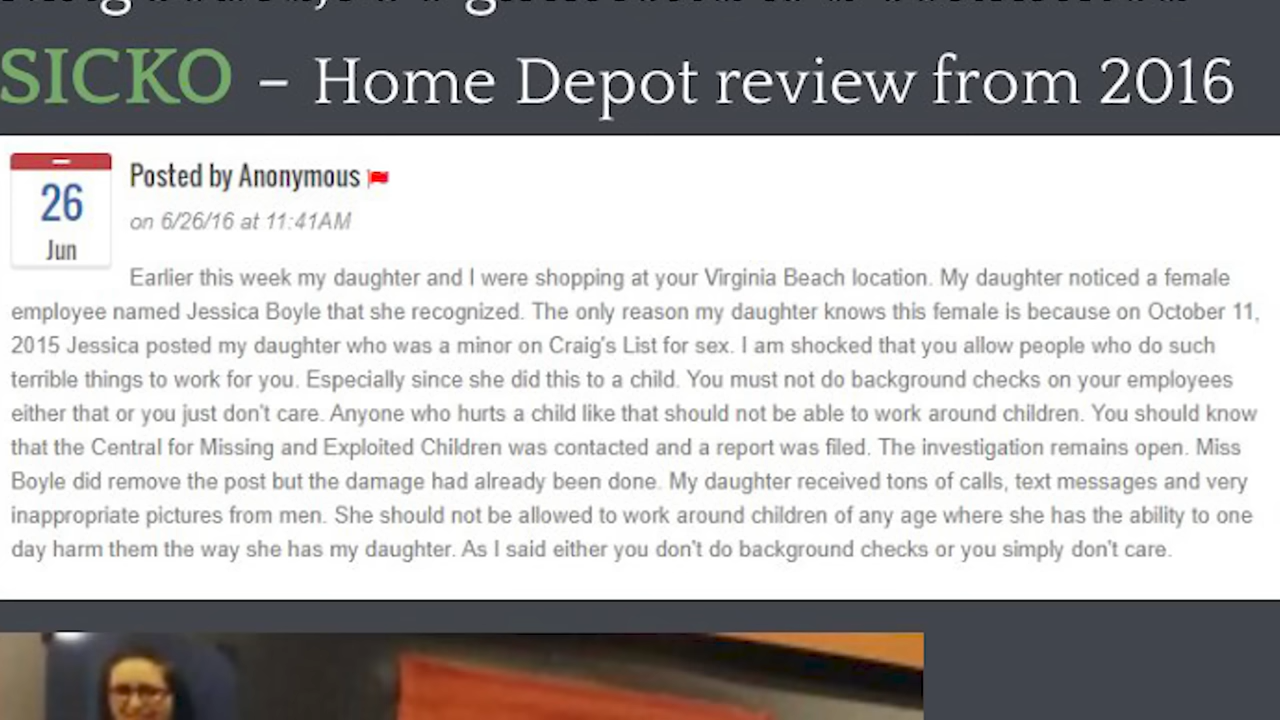 SICKO – Home Depot review from 2016
Posted by Anonymous
26
on 6/26/16 at 11:41AM
Jun
Earlier this week my daughter and I were shopping at your Virginia Beach location. My daughter noticed a female
employee named Jessica Boyle that she recognized. The only reason my daughter knows this female is because on October 11,
2015 Jessica posted my daughter who was a minor on Craig's List for sex. I am shocked that you allow people who do such
terrible things to work for you. Especially since she did this to a child. You must not do background checks on your employees
either that or you just don't care. Anyone who hurts a child like that should not be able to work around children. You should know
that the Central for Missing and Exploited Children was contacted and a report was filed. The investigation remains open. Miss
Boyle did remove the post but the damage had already been done. My daughter received tons of calls, text messages and very
inappropriate pictures from men. She should not be allowed to work around children of any age where she has the ability to one
day harm them the way she has my daughter. As I said either you don't do background checks or you simply don't care.